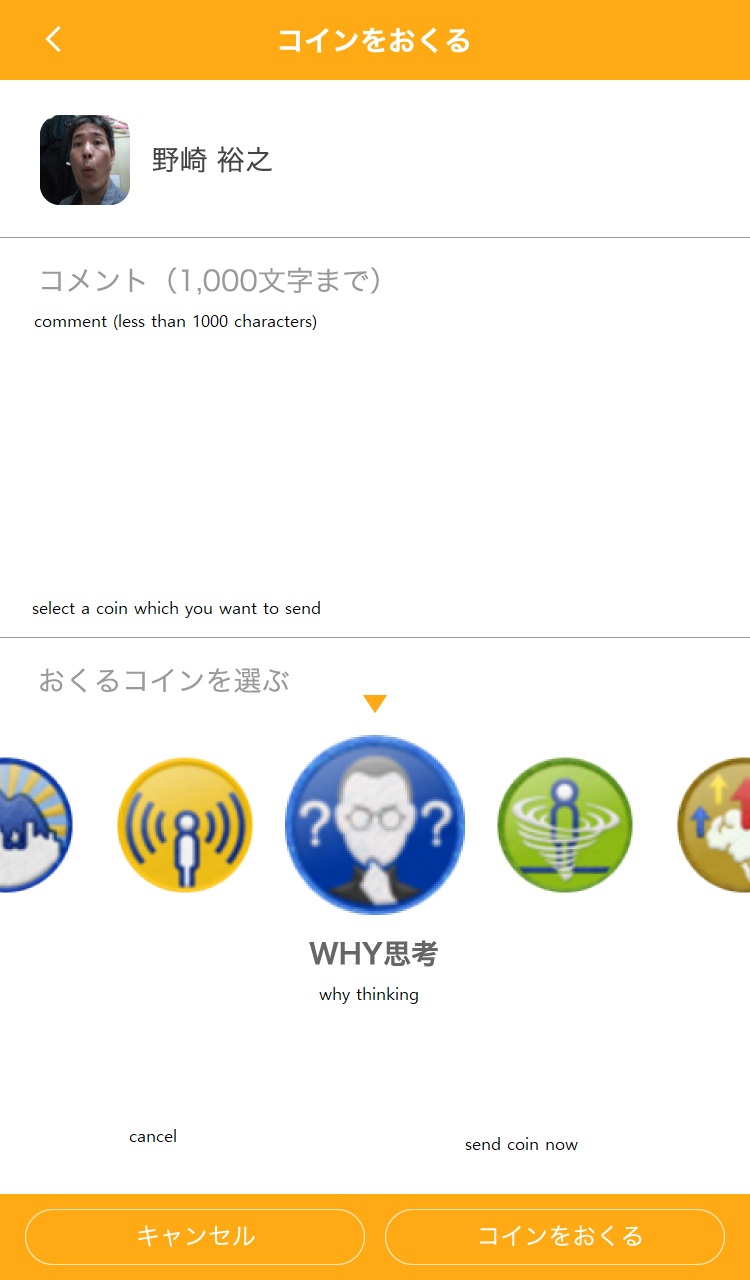 コインをおくる
野崎 裕之
コメント（1,000文字まで）
comment (less than 1000 characters)
select a coin which you want to send
おくるコインを選ぶ
? ?
WHY思考
why thinking
cancel
send coin now
キャンセル
コインをおくる